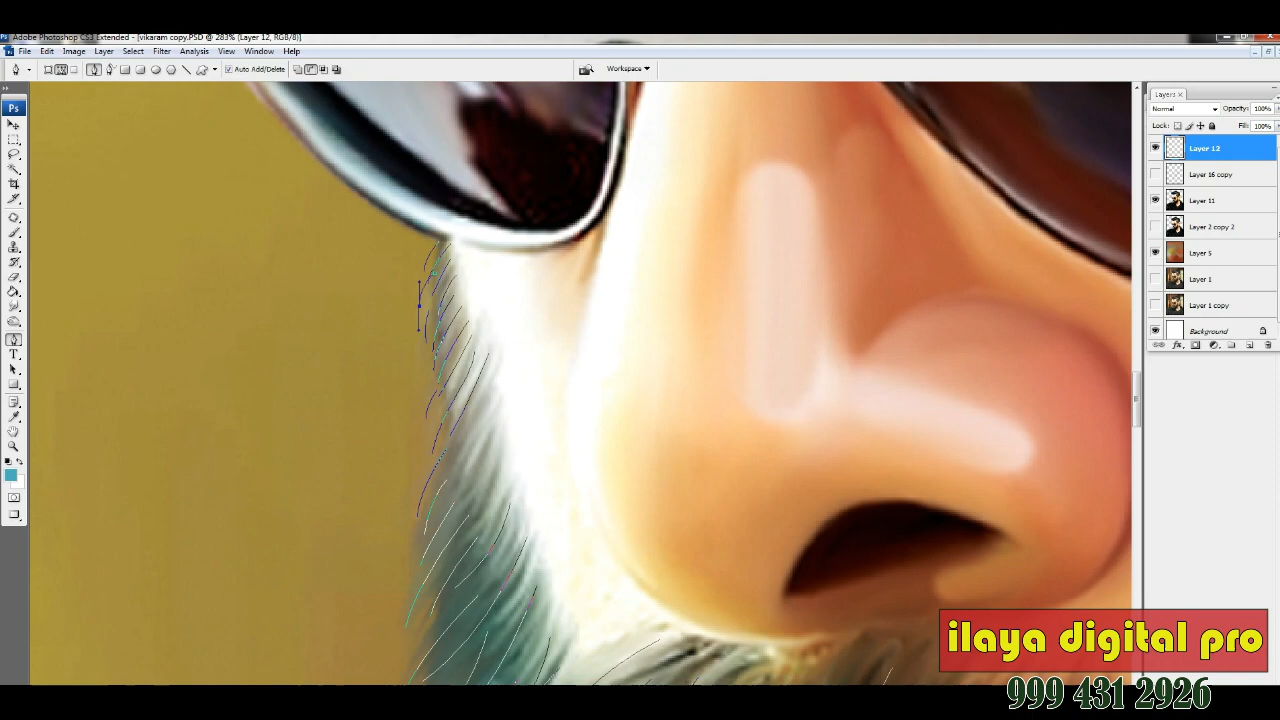 Adobe Photoshop CS3 Extended - [vikaram copy.PSD @ 283% (Layer 12, RGB/8)]
File Edit Image Layer Select Filter Analysis View Window Help
Auto Add/Delete
Workspace
Ps
Layers
Normal Opacity: 100%
Lock: Fill: 100%
Layer 12
Layer 16 copy
Layer 11
Layer 2 copy 2
Layer 5
Layer 1
Layer 1 copy
Background
ilaya digital pro
999 431 2926